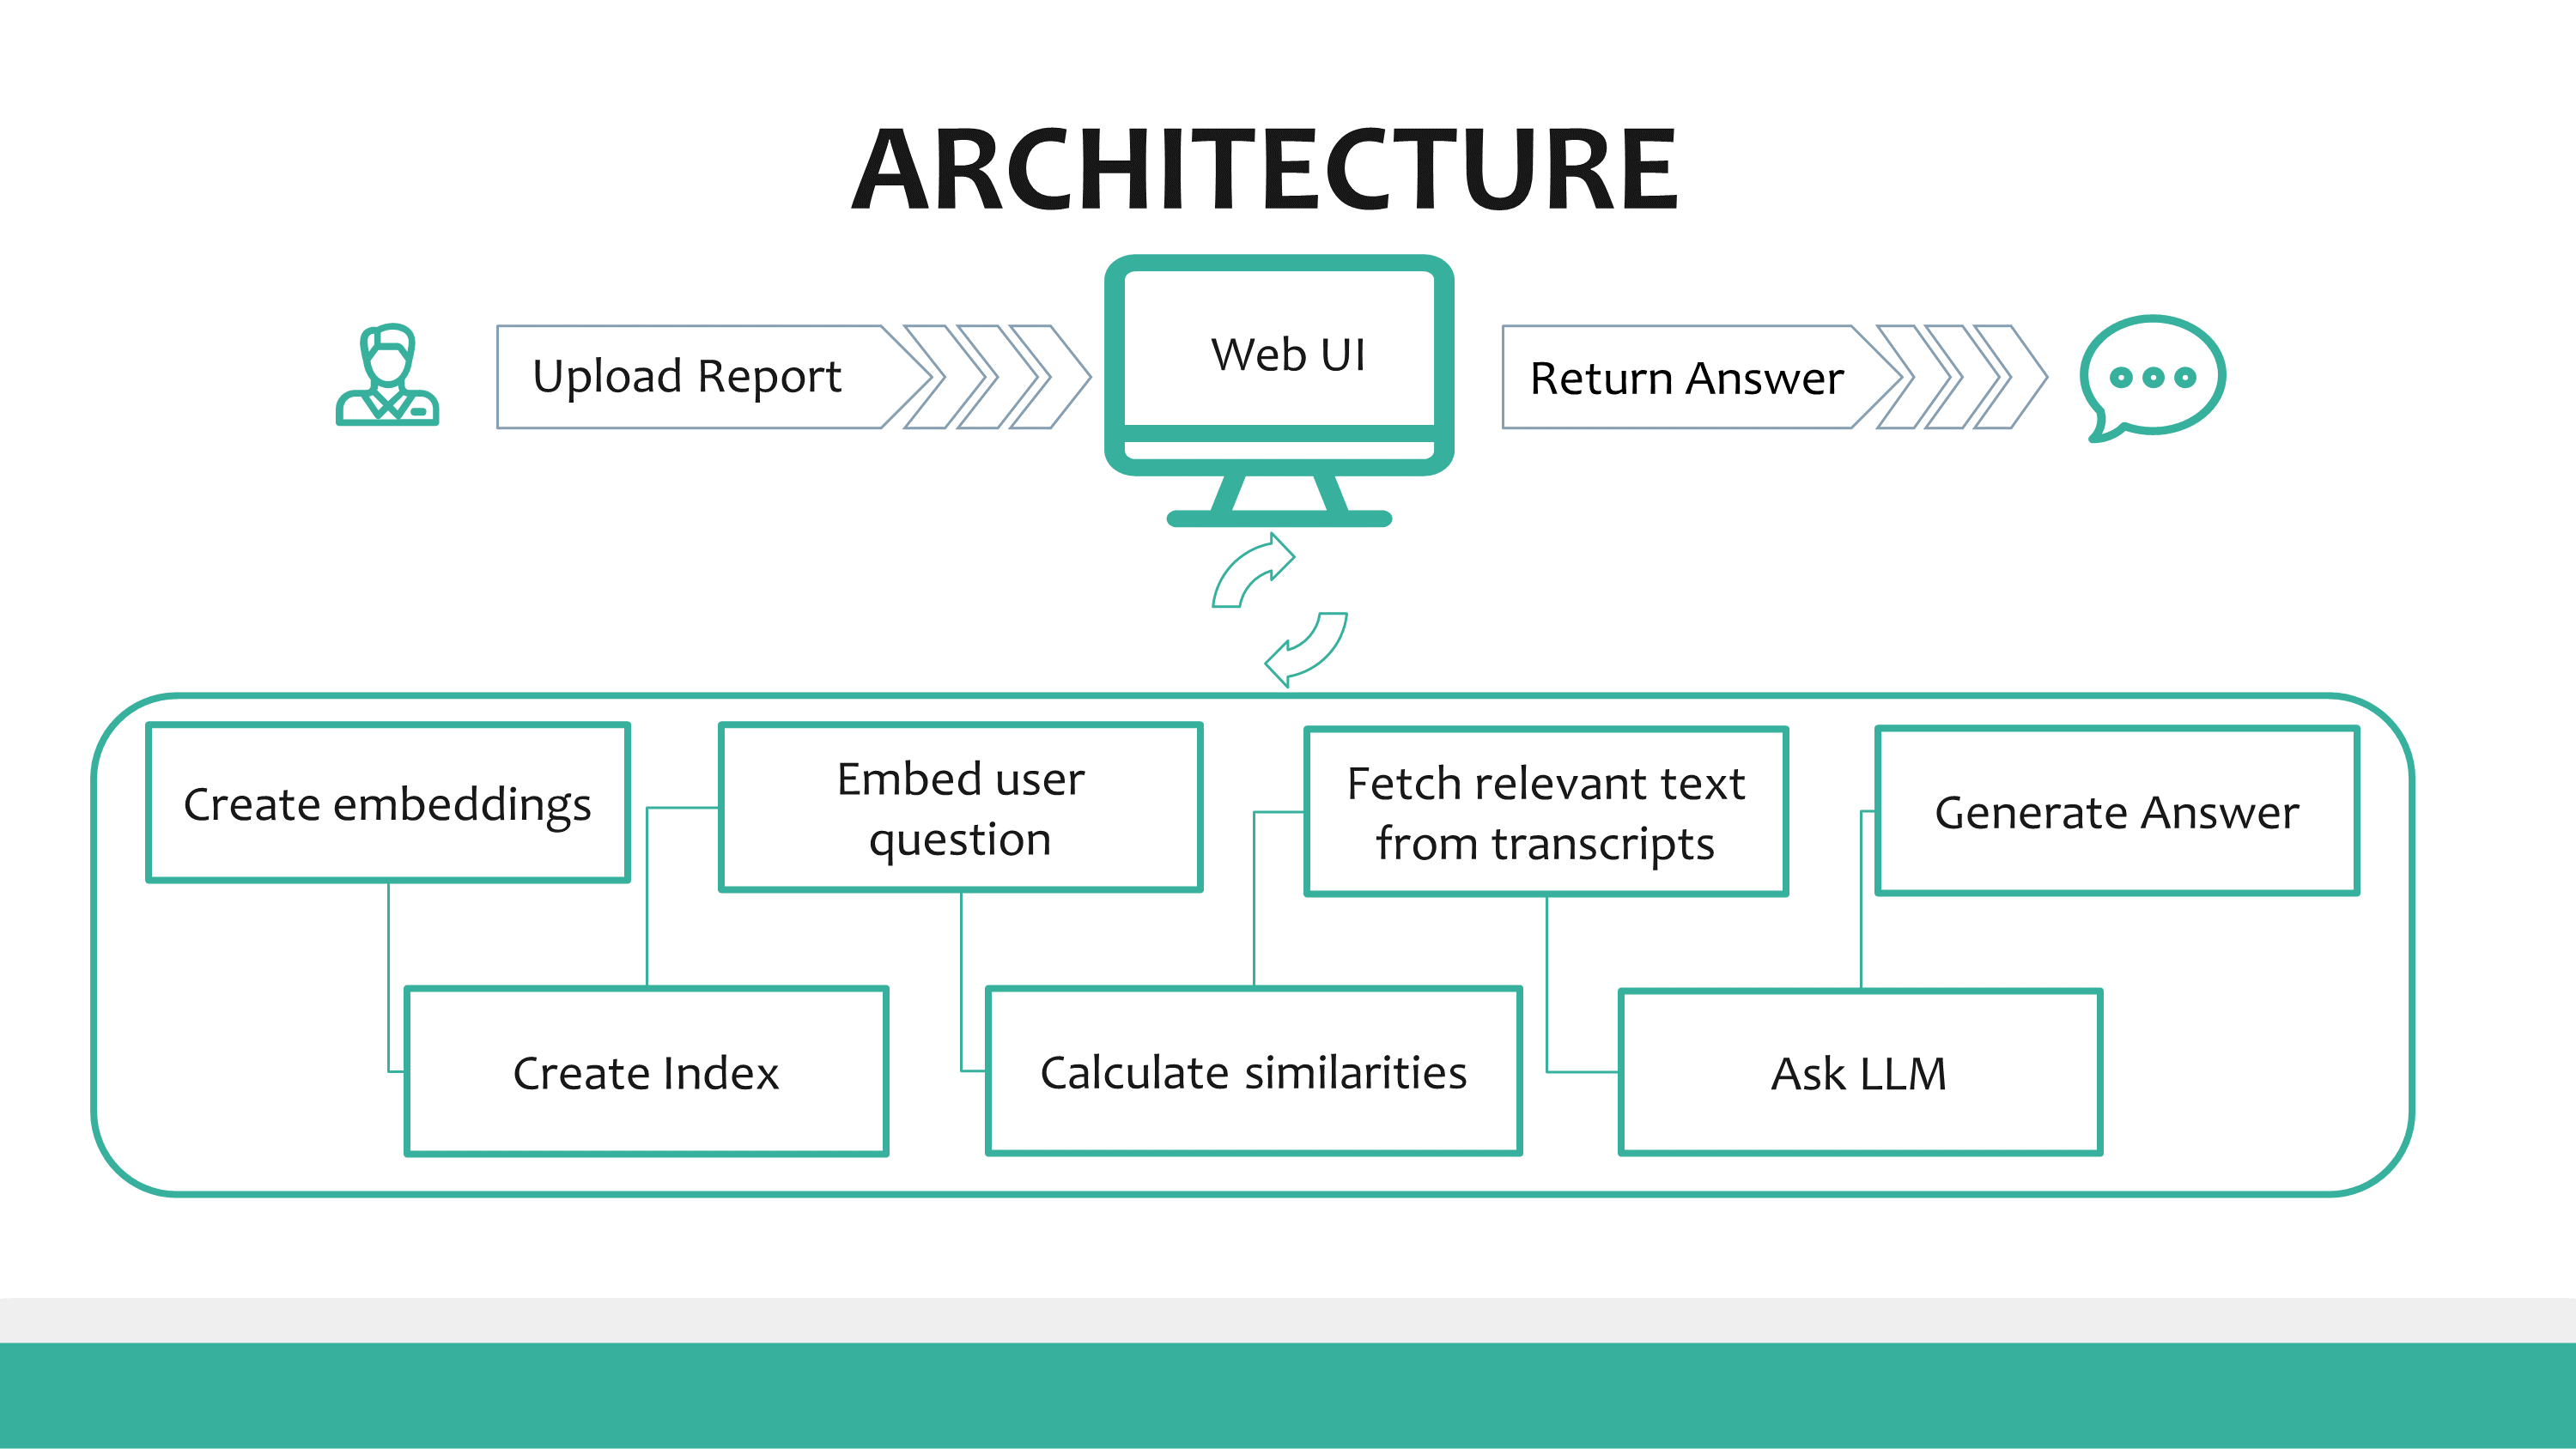 ARCHITECTURE
Upload Report
Web UI
Return Answer
Create embeddings
Embed user
question
Fetch relevant text
from transcripts
Generate Answer
Create Index
Calculate similarities
Ask LLM